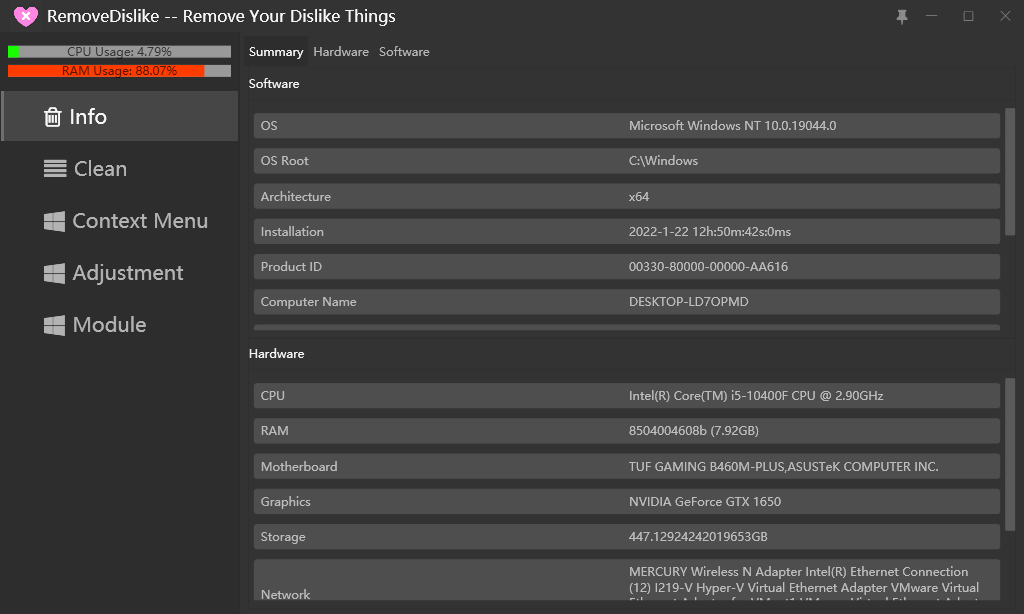 RemoveDislike -- Remove Your Dislike Things
CPU Usage: 4.79%
RAM Usage: 88.07%
Info
Clean
Context Menu
Adjustment
Module
Summary Hardware Software
Software
OS Microsoft Windows NT 10.0.19044.0
OS Root C:\Windows
Architecture x64
Installation 2022-1-22 12h:50m:42s:0ms
Product ID 00330-80000-00000-AA616
Computer Name DESKTOP-LD7OPMD
Hardware
CPU Intel(R) Core(TM) i5-10400F CPU @ 2.90GHz
RAM 8504004608b (7.92GB)
Motherboard TUF GAMING B460M-PLUS,ASUSTeK COMPUTER INC.
Graphics NVIDIA GeForce GTX 1650
Storage 447.12924242019653GB
Network MERCURY Wireless N Adapter Intel(R) Ethernet Connection
(12) I219-V Hyper-V Virtual Ethernet Adapter VMware Virtual